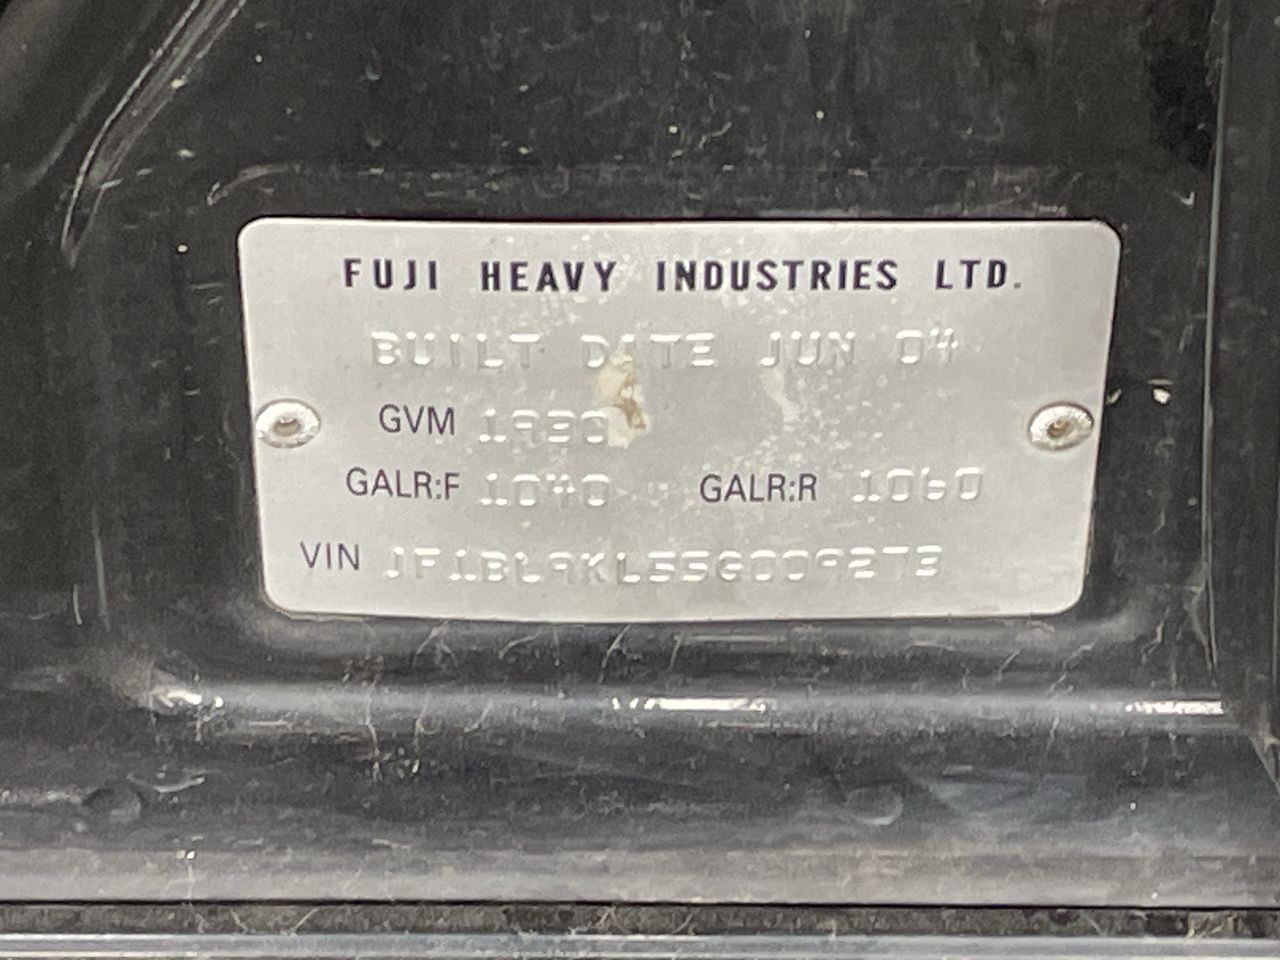 FUJI HEAVY INDUSTRIES LTD.
BUILT DATE JUN 04
GVM 1930
GALR:F 1040 GALR:R 1060
VIN JF1BL9KL55G009273